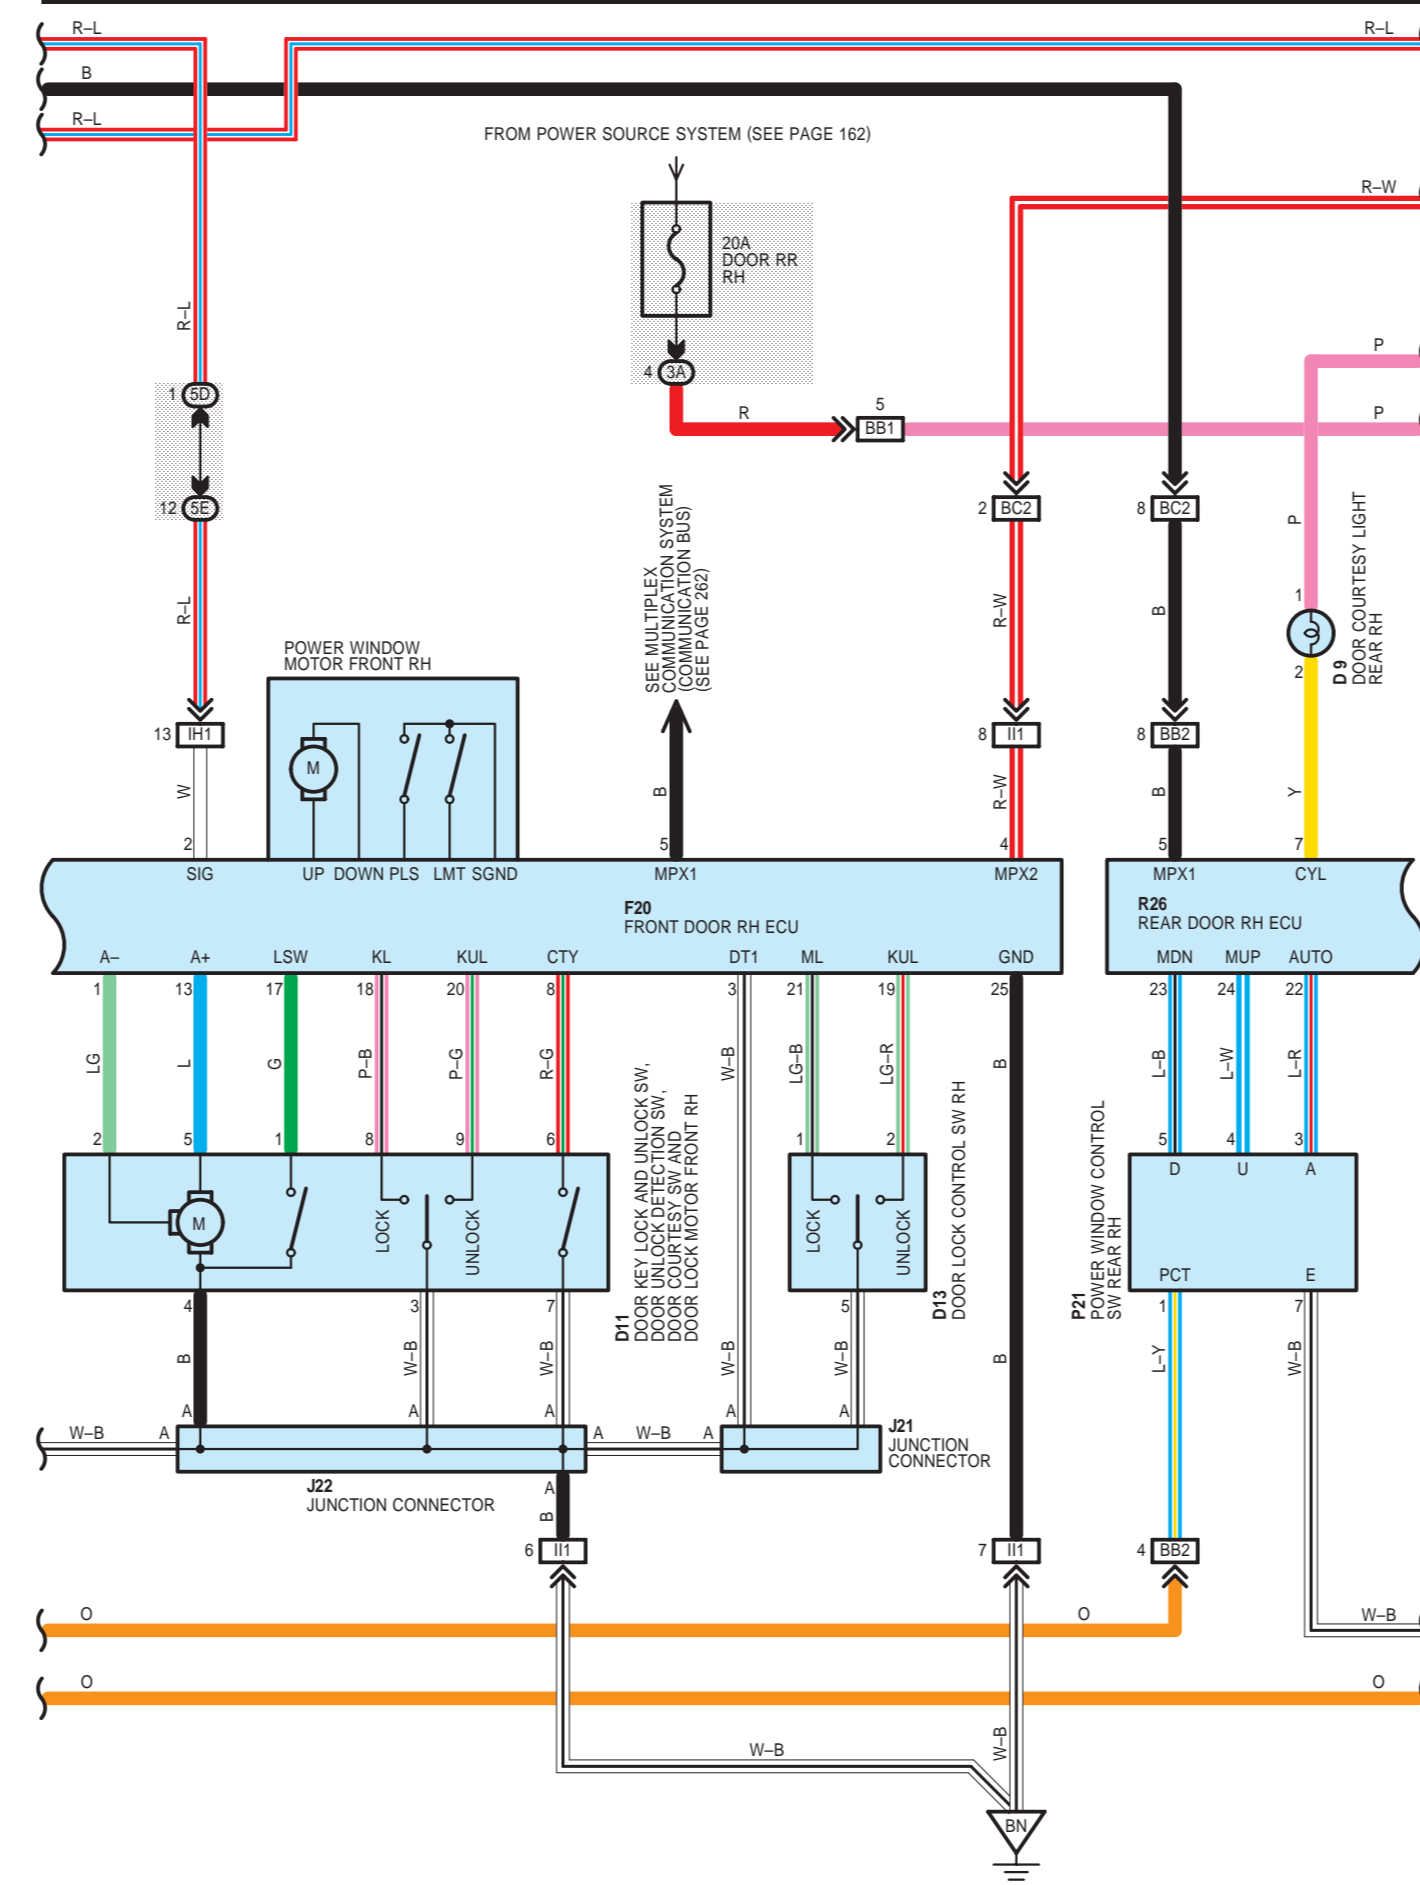 R–L
R–L
B
R–L
FROM POWER SOURCE SYSTEM (SEE PAGE 162)
R–W
20A
DOOR RR
RH
R–L
P
4 3A
1 5D
R
5
BB1
P
12 5E
2 BC2
8 BC2
SEE MULTIPLEX
COMMUNICATION SYSTEM
(COMMUNICATION BUS)
(SEE PAGE 262)
P
D 9
DOOR COURTESY LIGHT
REAR RH
1
2
R–L
R–W
B
POWER WINDOW
MOTOR FRONT RH
13 IH1
8 II1
8 BB2
M
W
B
R–W
B
Y
2
5
4
5
7
SIG
UP DOWN PLS LMT SGND
MPX1
MPX2
MPX1
CYL
F20
FRONT DOOR RH ECU
R26
REAR DOOR RH ECU
A–
A+
LSW
KL
KUL
CTY
DT1
ML
KUL
GND
MDN
MUP
AUTO
1
13
17
18
20
8
3
21
19
25
23
24
22
LG
L
G
P–B
P–G
R–G
W–B
LG–B
LG–R
B
L–B
L–W
L–R
2
5
1
8
9
6
1
2
5
4
3
D
U
A
M
LOCK
UNLOCK
LOCK
UNLOCK
D11
DOOR KEY LOCK AND UNLOCK SW,
DOOR UNLOCK DETECTION SW,
DOOR COURTESY SW AND
DOOR LOCK MOTOR FRONT RH
D13
DOOR LOCK CONTROL SW RH
P21
POWER WINDOW CONTROL
SW REAR RH
PCT
E
4
3
7
5
1
7
B
W–B
W–B
W–B
W–B
B
L–Y
W–B
A
A
A
A
A
W–B
A
A
W–B
A
J21
JUNCTION
CONNECTOR
J22
JUNCTION CONNECTOR
A
B
6 II1
7 II1
4 BB2
O
O
W–B
O
O
W–B
W–B
BN